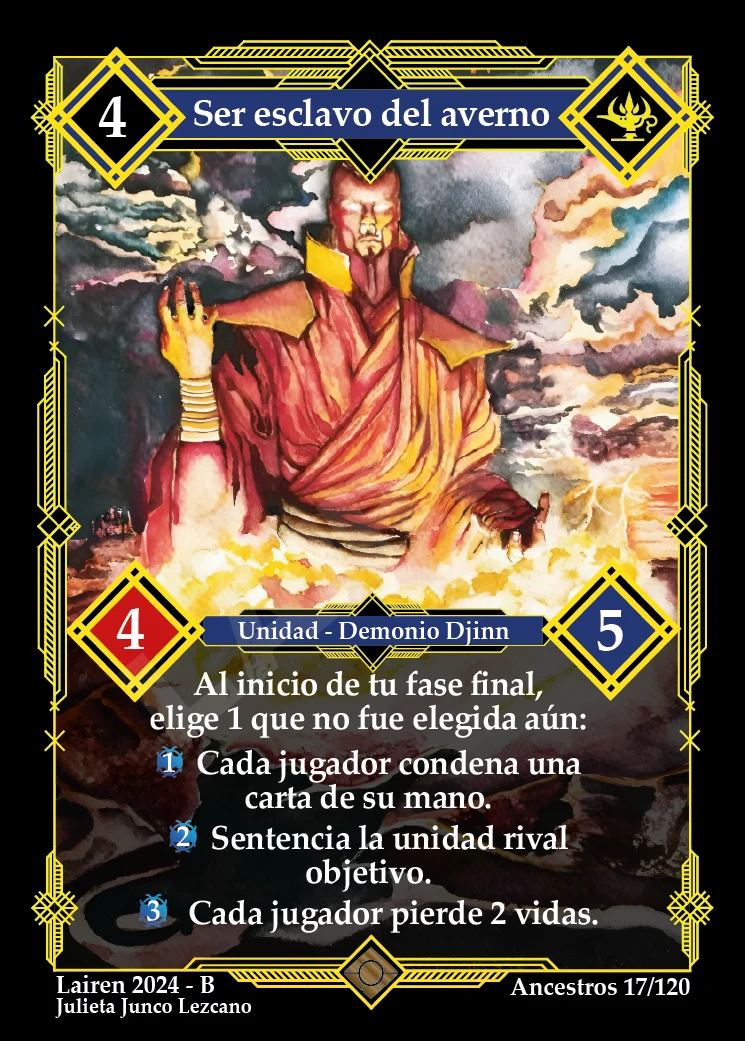 4
Ser esclavo del averno
4
Unidad - Demonio Djinn
5
Al inicio de tu fase final,
elige 1 que no fue elegida aún:
1 Cada jugador condena una
carta de su mano.
2 Sentencia la unidad rival
objetivo.
3 Cada jugador pierde 2 vidas.
Lairen 2024 - B
Julieta Junco Lezcano
Ancestros 17/120